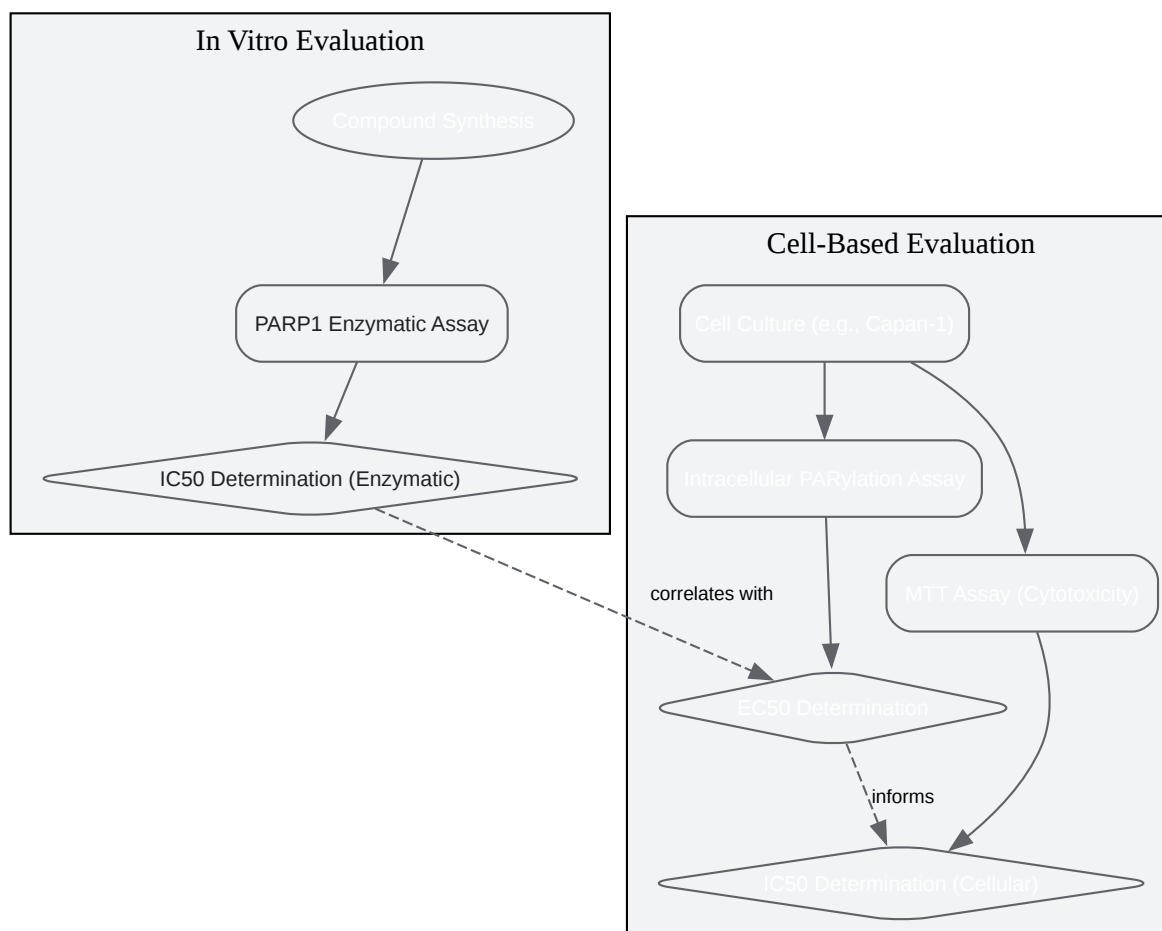 In Vitro Evaluation
Compound Synthesis
PARP1 Enzymatic Assay
IC50 Determination (Enzymatic)
Cell-Based Evaluation
Cell Culture (e.g., Capan-1)
Intracellular PARylation Assay
MTT Assay (Cytotoxicity)
correlates with
EC50 Determination
informs
IC50 Determination (Cellular)